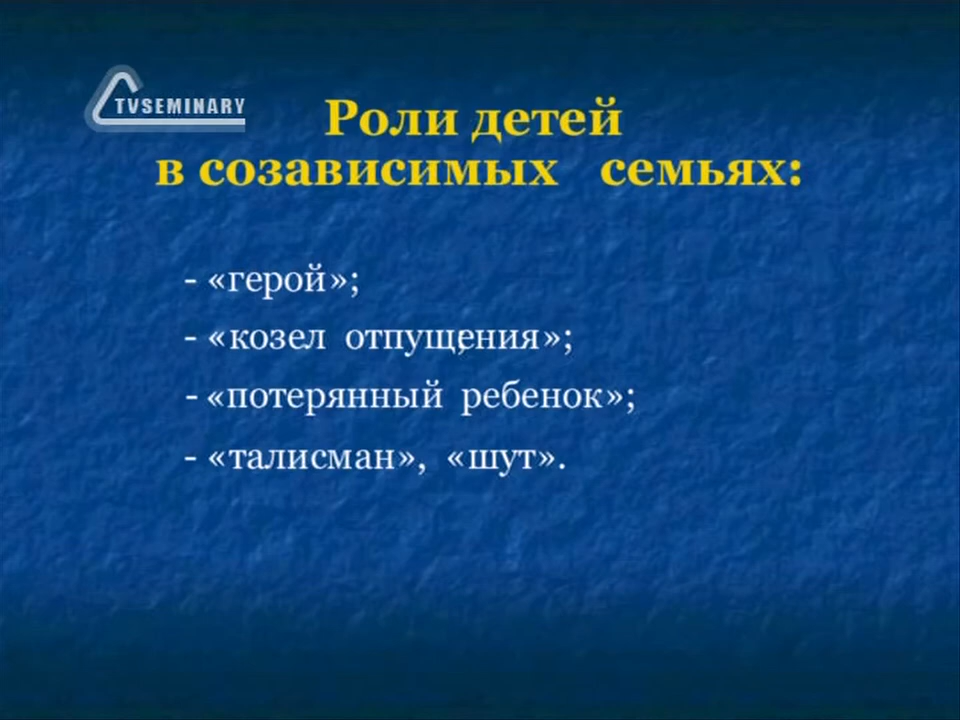 TVSEMINARY
Роли детей
в созависимых семьях:
- «герой»;
- «козел отпущения»;
- «потерянный ребенок»;
- «талисман», «шут».